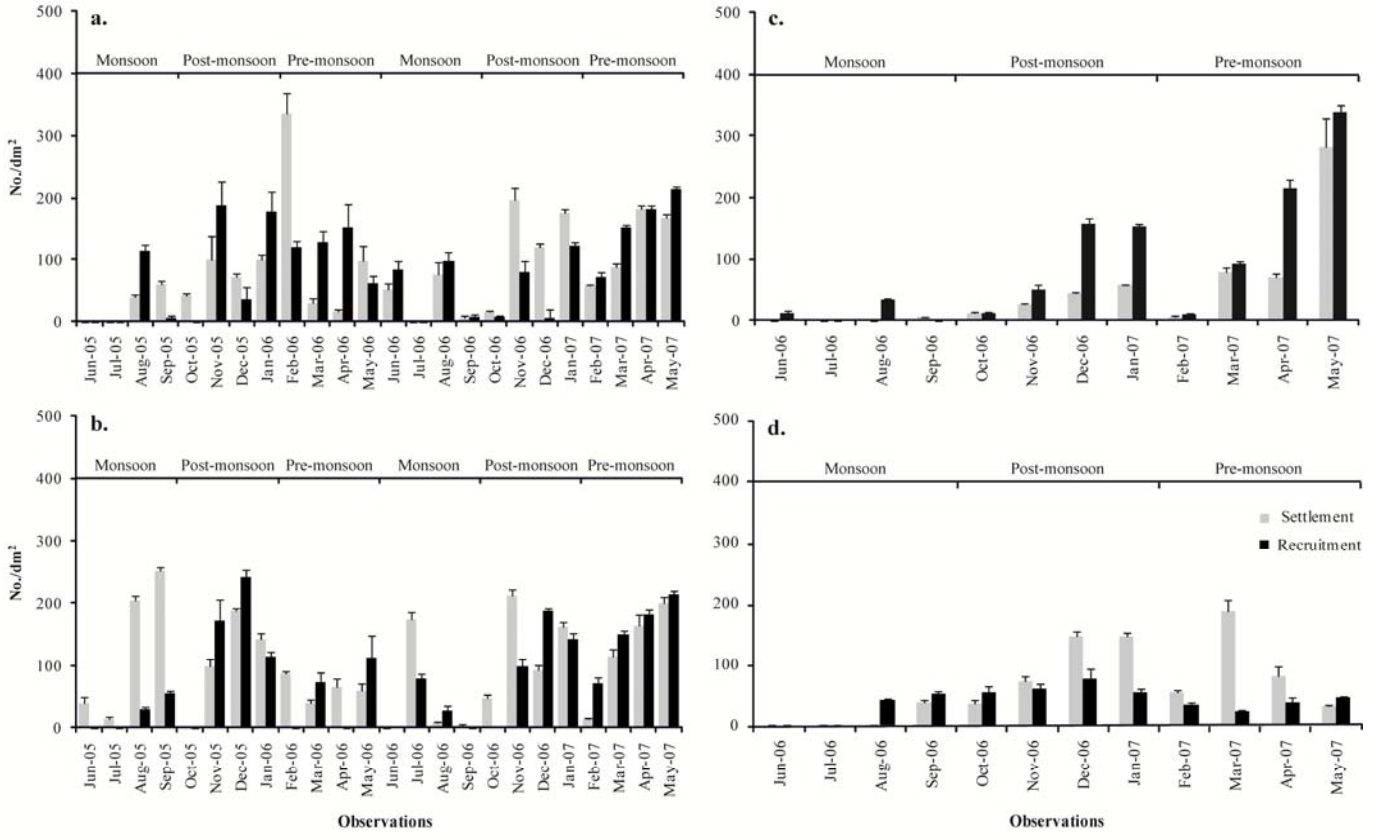 a.
500
400
300
200
100
0
No./dm²
Monsoon Post-monsoon Pre-monsoon Monsoon Post-monsoon Pre-monsoon
Jun-05 Jul-05 Aug-05 Sep-05 Oct-05 Nov-05 Dec-05 Jan-06 Feb-06 Mar-06 Apr-06 May-06 Jun-06 Jul-06 Aug-06 Sep-06 Oct-06 Nov-06 Dec-06 Jan-07 Feb-07 Mar-07 Apr-07 May-07
b.
500
400
300
200
100
0
No./dm²
Monsoon Post-monsoon Pre-monsoon Monsoon Post-monsoon Pre-monsoon
Jun-05 Jul-05 Aug-05 Sep-05 Oct-05 Nov-05 Dec-05 Jan-06 Feb-06 Mar-06 Apr-06 May-06 Jun-06 Jul-06 Aug-06 Sep-06 Oct-06 Nov-06 Dec-06 Jan-07 Feb-07 Mar-07 Apr-07 May-07
Observations
c.
500
400
300
200
100
0
Monsoon Post-monsoon Pre-monsoon
Jun-06 Jul-06 Aug-06 Sep-06 Oct-06 Nov-06 Dec-06 Jan-07 Feb-07 Mar-07 Apr-07 May-07
d.
500
400
300
200
100
0
Monsoon Post-monsoon Pre-monsoon
Settlement
Recruitment
Jun-06 Jul-06 Aug-06 Sep-06 Oct-06 Nov-06 Dec-06 Jan-07 Feb-07 Mar-07 Apr-07 May-07
Observations